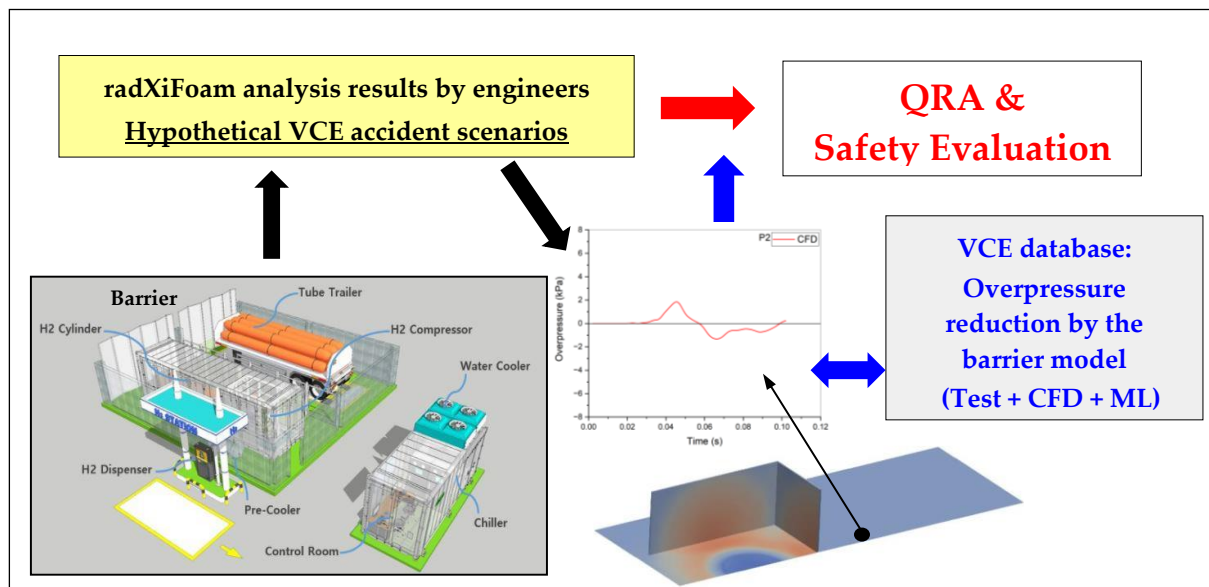 radXiFoam analysis results by engineers
Hypothetical VCE accident scenarios
QRA &
Safety Evaluation
VCE database:
Overpressure
reduction by the
barrier model
(Test + CFD + ML)
P2
CFD
Overpressure (kPa)
8
6
4
2
0
−2
−4
−6
−8
0.00 0.02 0.04 0.06 0.08 0.10 0.12
Time (s)
Barrier
Tube Trailer
H2 Cylinder
H2 Compressor
Water Cooler
H2 Dispenser
Pre-Cooler
Chiller
Control Room